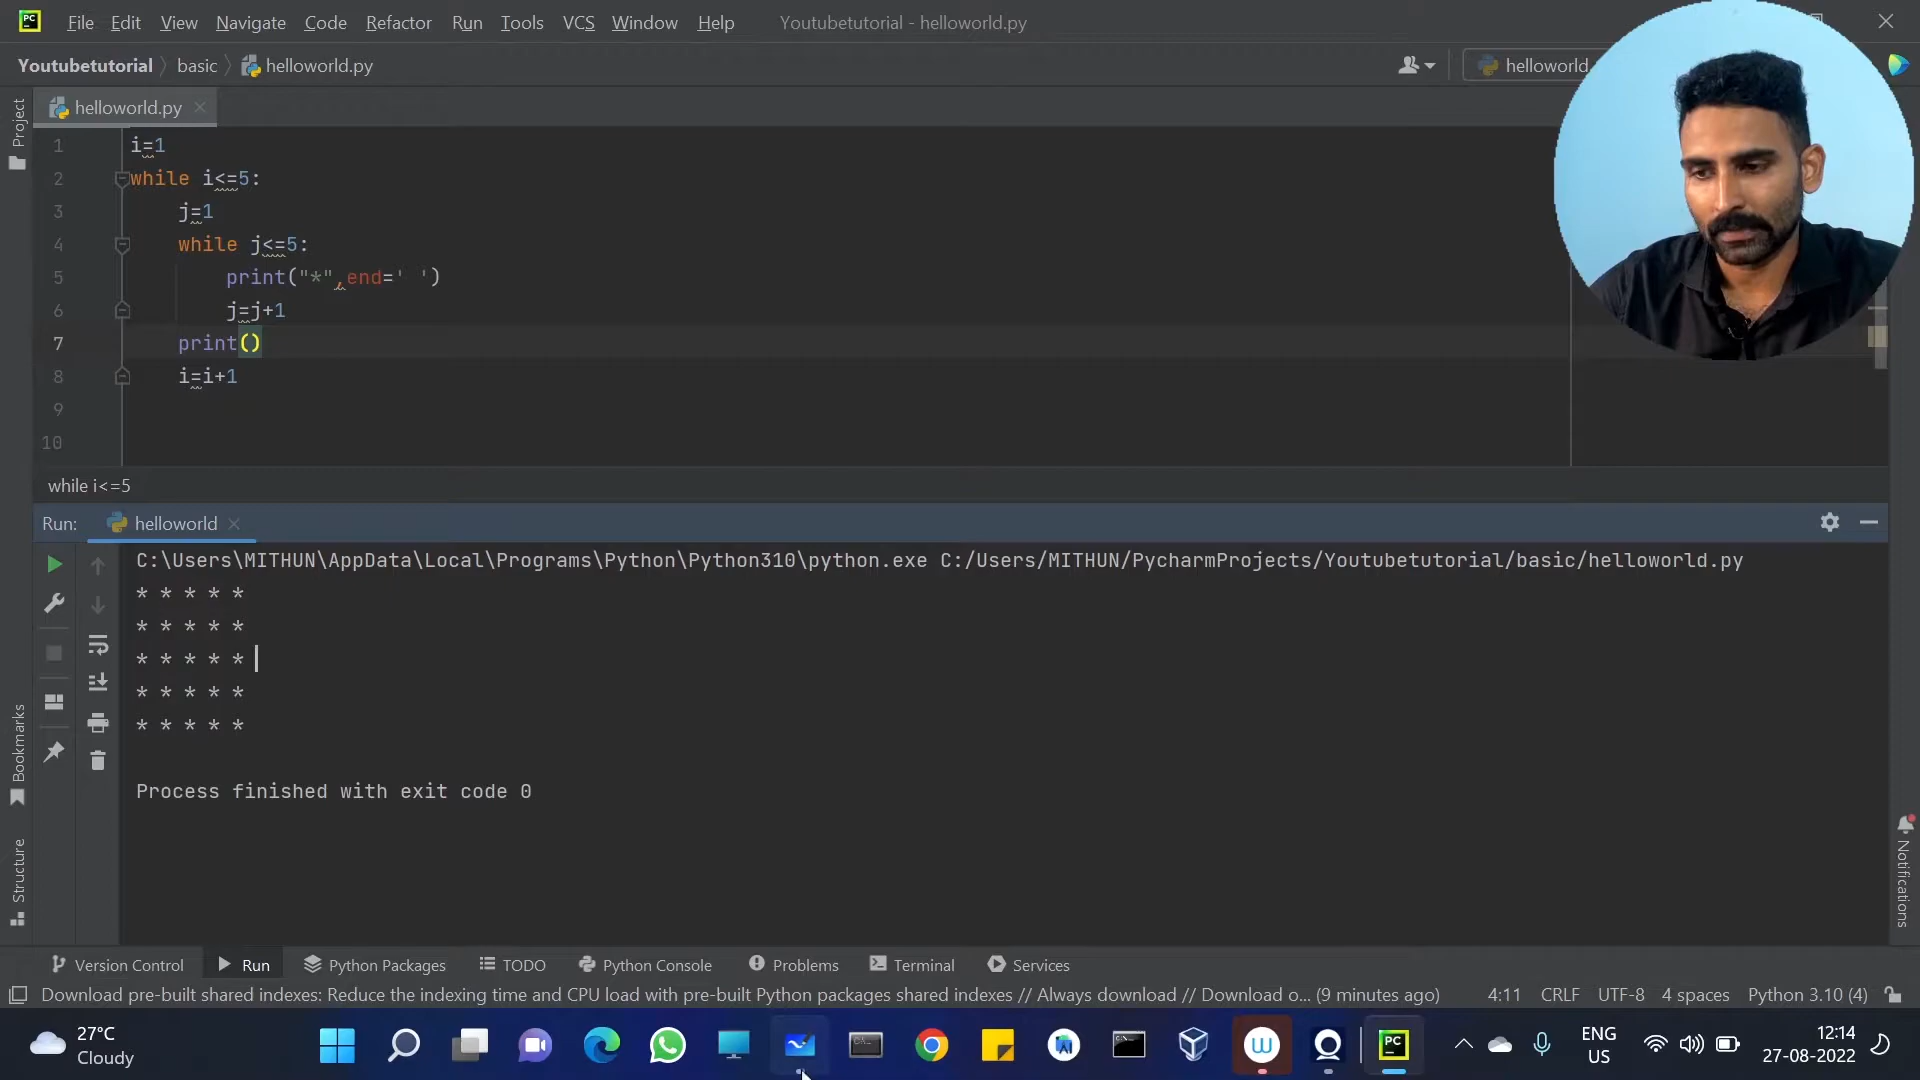 PC File Edit View Navigate Code Refactor Run Tools VCS Window Help Youtubetutorial - helloworld.py
Youtubetutorial basic helloworld.py helloworld
Project
helloworld.py
1 i=1
2 while i<=5:
3 j=1
4 while j<=5:
5 print("*",end=' ')
6 j=j+1
7 print()
8 i=i+1
9
10
while i<=5
Run: helloworld
C:\Users\MITHUN\AppData\Local\Programs\Python\Python310\python.exe C:/Users/MITHUN/PycharmProjects/Youtubetutorial/basic/helloworld.py
* * * * *
* * * * *
* * * * *
* * * * *
* * * * *
Process finished with exit code 0
Bookmarks
Structure
Notifications
Version Control Run Python Packages TODO Python Console Problems Terminal Services
Download pre-built shared indexes: Reduce the indexing time and CPU load with pre-built Python packages shared indexes // Always download // Download o... (9 minutes ago) 4:11 CRLF UTF-8 4 spaces Python 3.10 (4)
27°C
Cloudy
PC
ENG
US
12:14
27-08-2022